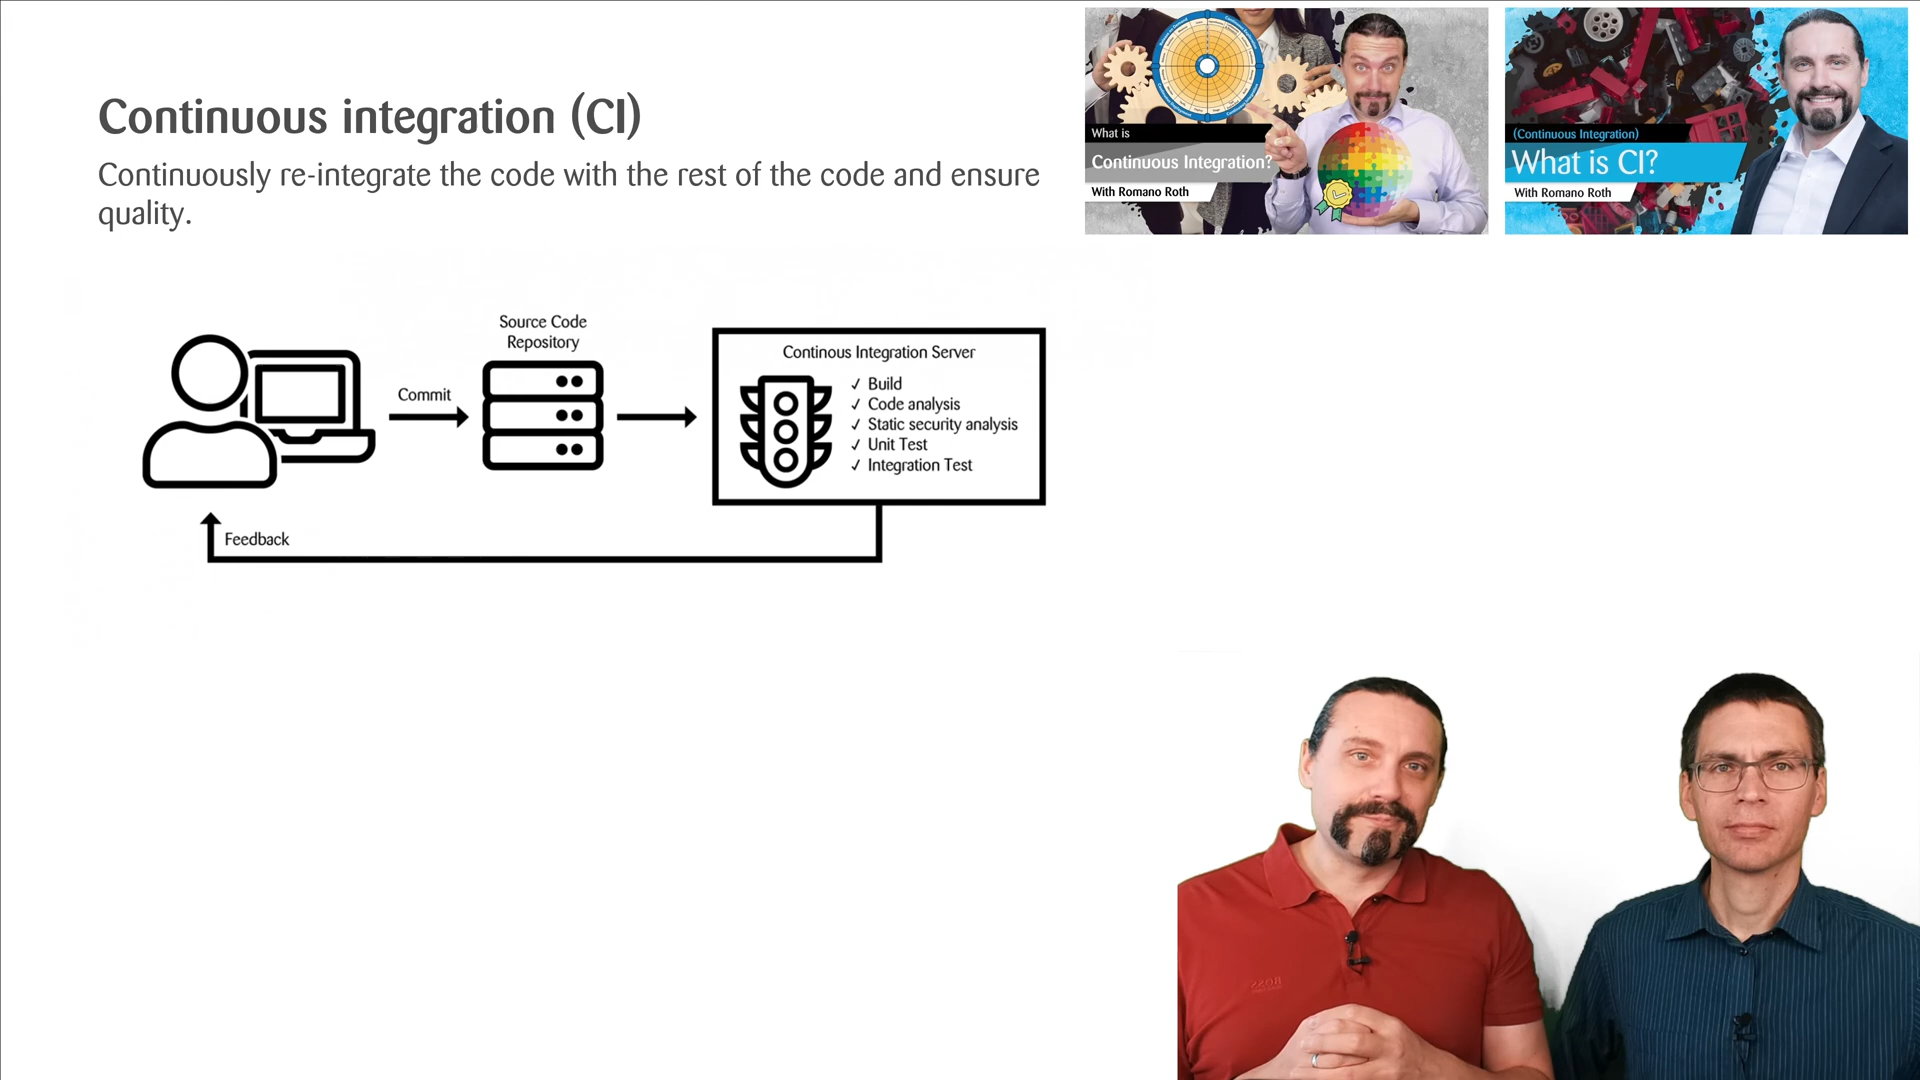 Continuous integration (CI)
Continuously re-integrate the code with the rest of the code and ensure
quality.
What is
Continuous Integration?
With Romano Roth
(Continuous Integration)
What is CI?
With Romano Roth
Source Code
Repository
Commit
Continous Integration Server
✓ Build
✓ Code analysis
✓ Static security analysis
✓ Unit Test
✓ Integration Test
Feedback